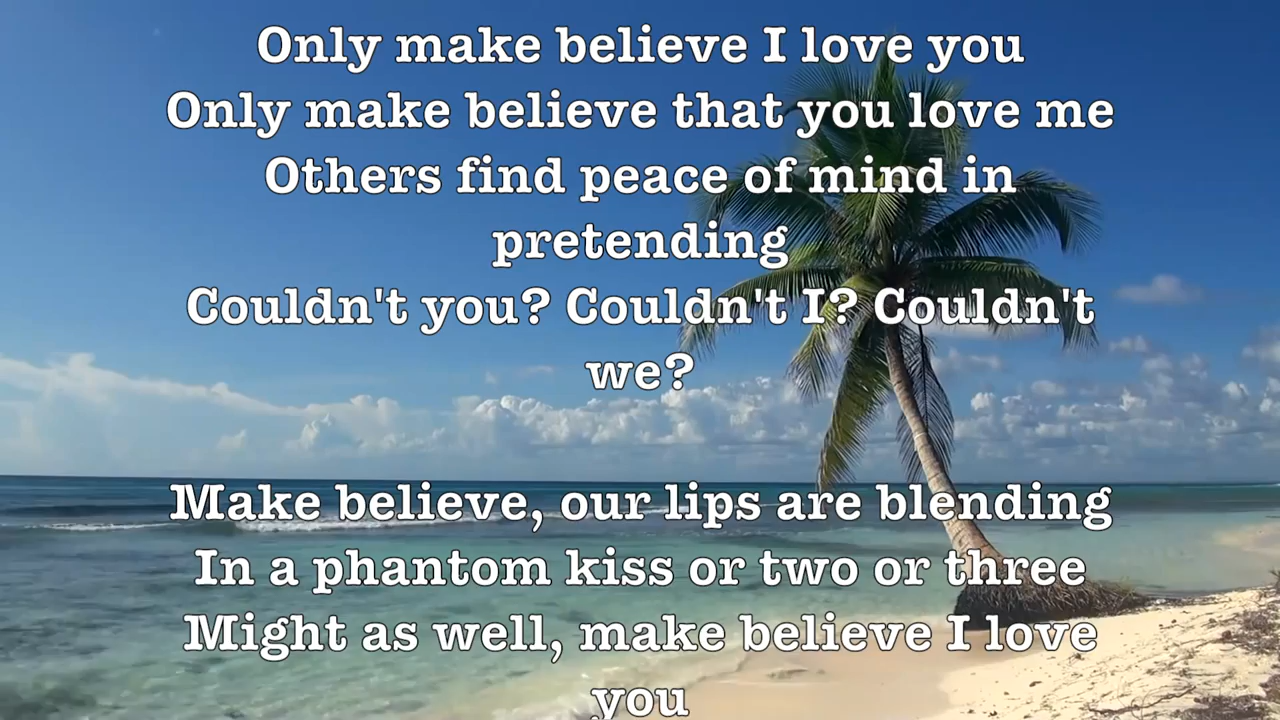 Only make believe I love you
Only make believe that you love me
Others find peace of mind in
pretending
Couldn't you? Couldn't I? Couldn't
we?
Make believe, our lips are blending
In a phantom kiss or two or three
Might as well, make believe I love
you